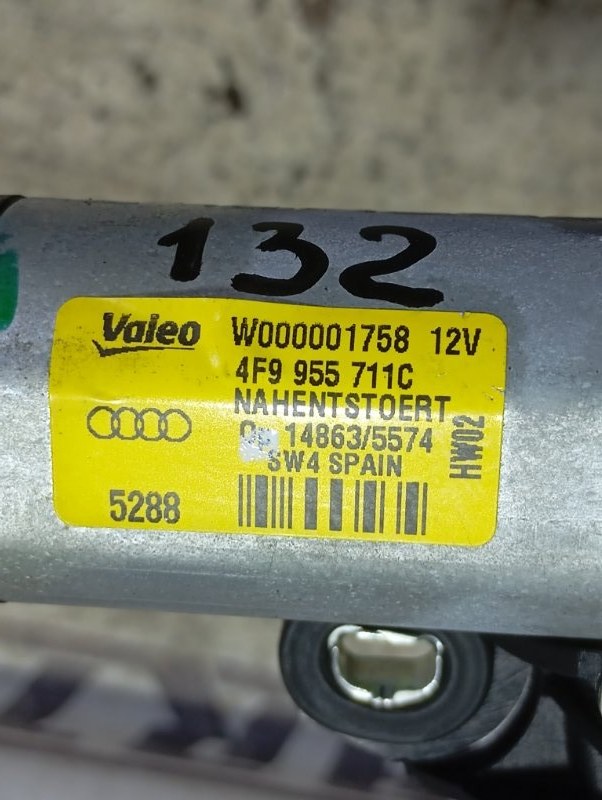 132
Valeo W000001758 12V
4F9 955 711C
NAHENTSTOERT
14863/5574
HW02
SW4 SPAIN
5288